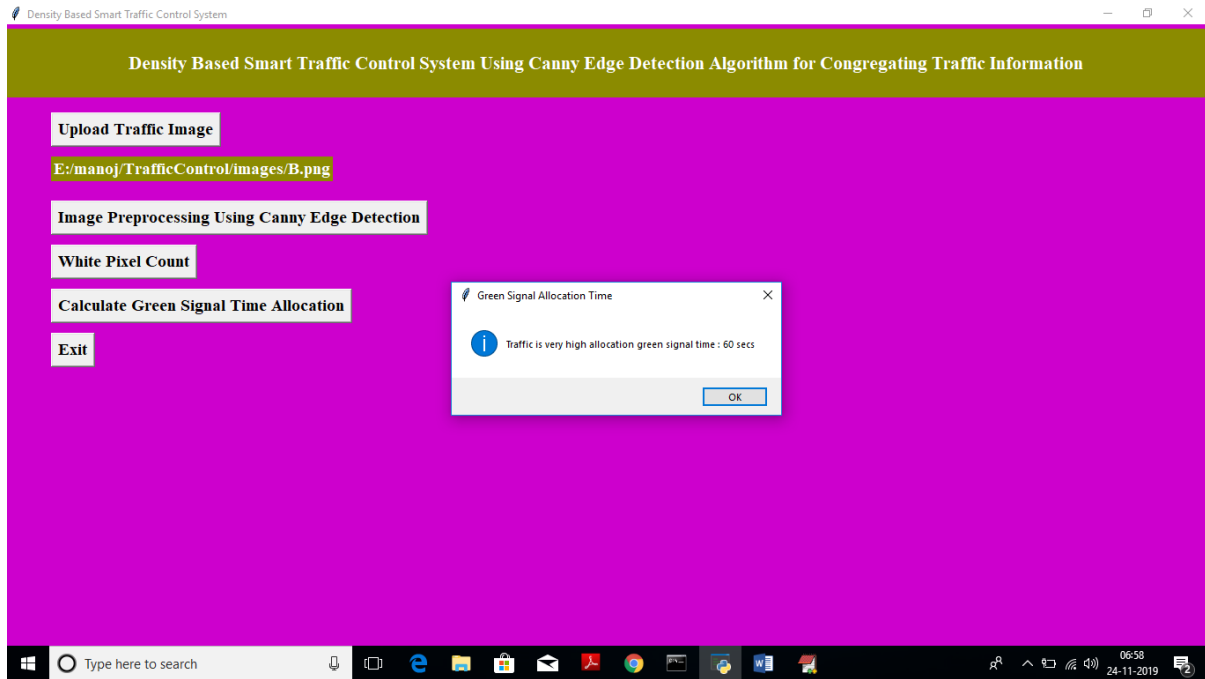 Density Based Smart Traffic Control System
Density Based Smart Traffic Control System Using Canny Edge Detection Algorithm for Congregating Traffic Information
Upload Traffic Image
E:/manoj/TrafficControl/images/B.png
Image Preprocessing Using Canny Edge Detection
White Pixel Count
Calculate Green Signal Time Allocation
Exit
Green Signal Allocation Time
Traffic is very high allocation green signal time : 60 secs
OK
Type here to search
06:58
24-11-2019
2